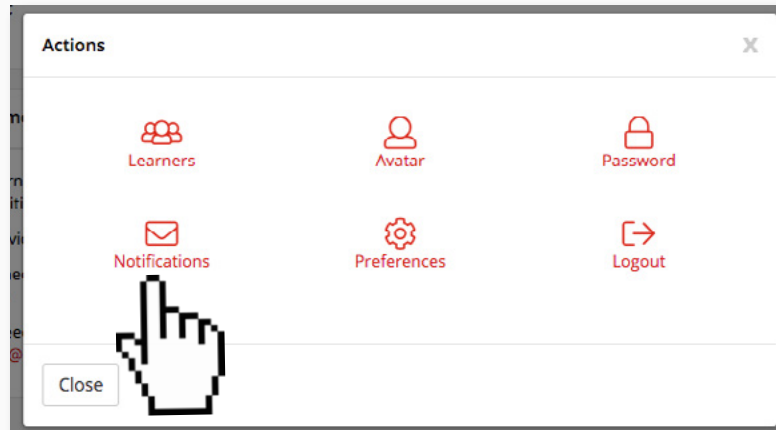 Actions
X
Learners
Avatar
Password
Notifications
Preferences
Logout
Close